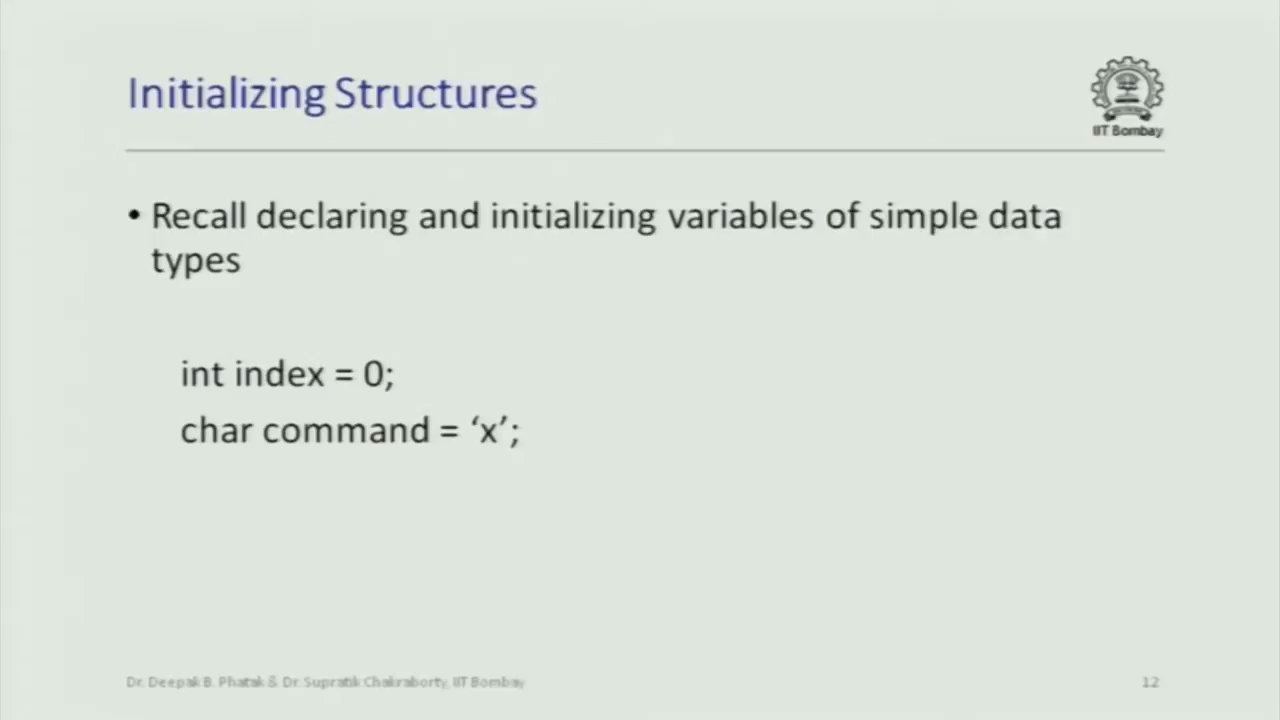 Initializing Structures
IIT Bombay
• Recall declaring and initializing variables of simple data
types
int index = 0;
char command = ‘x’;
Dr. Deepak B. Phatak & Dr. Supratik Chakraborty, IIT Bombay
12